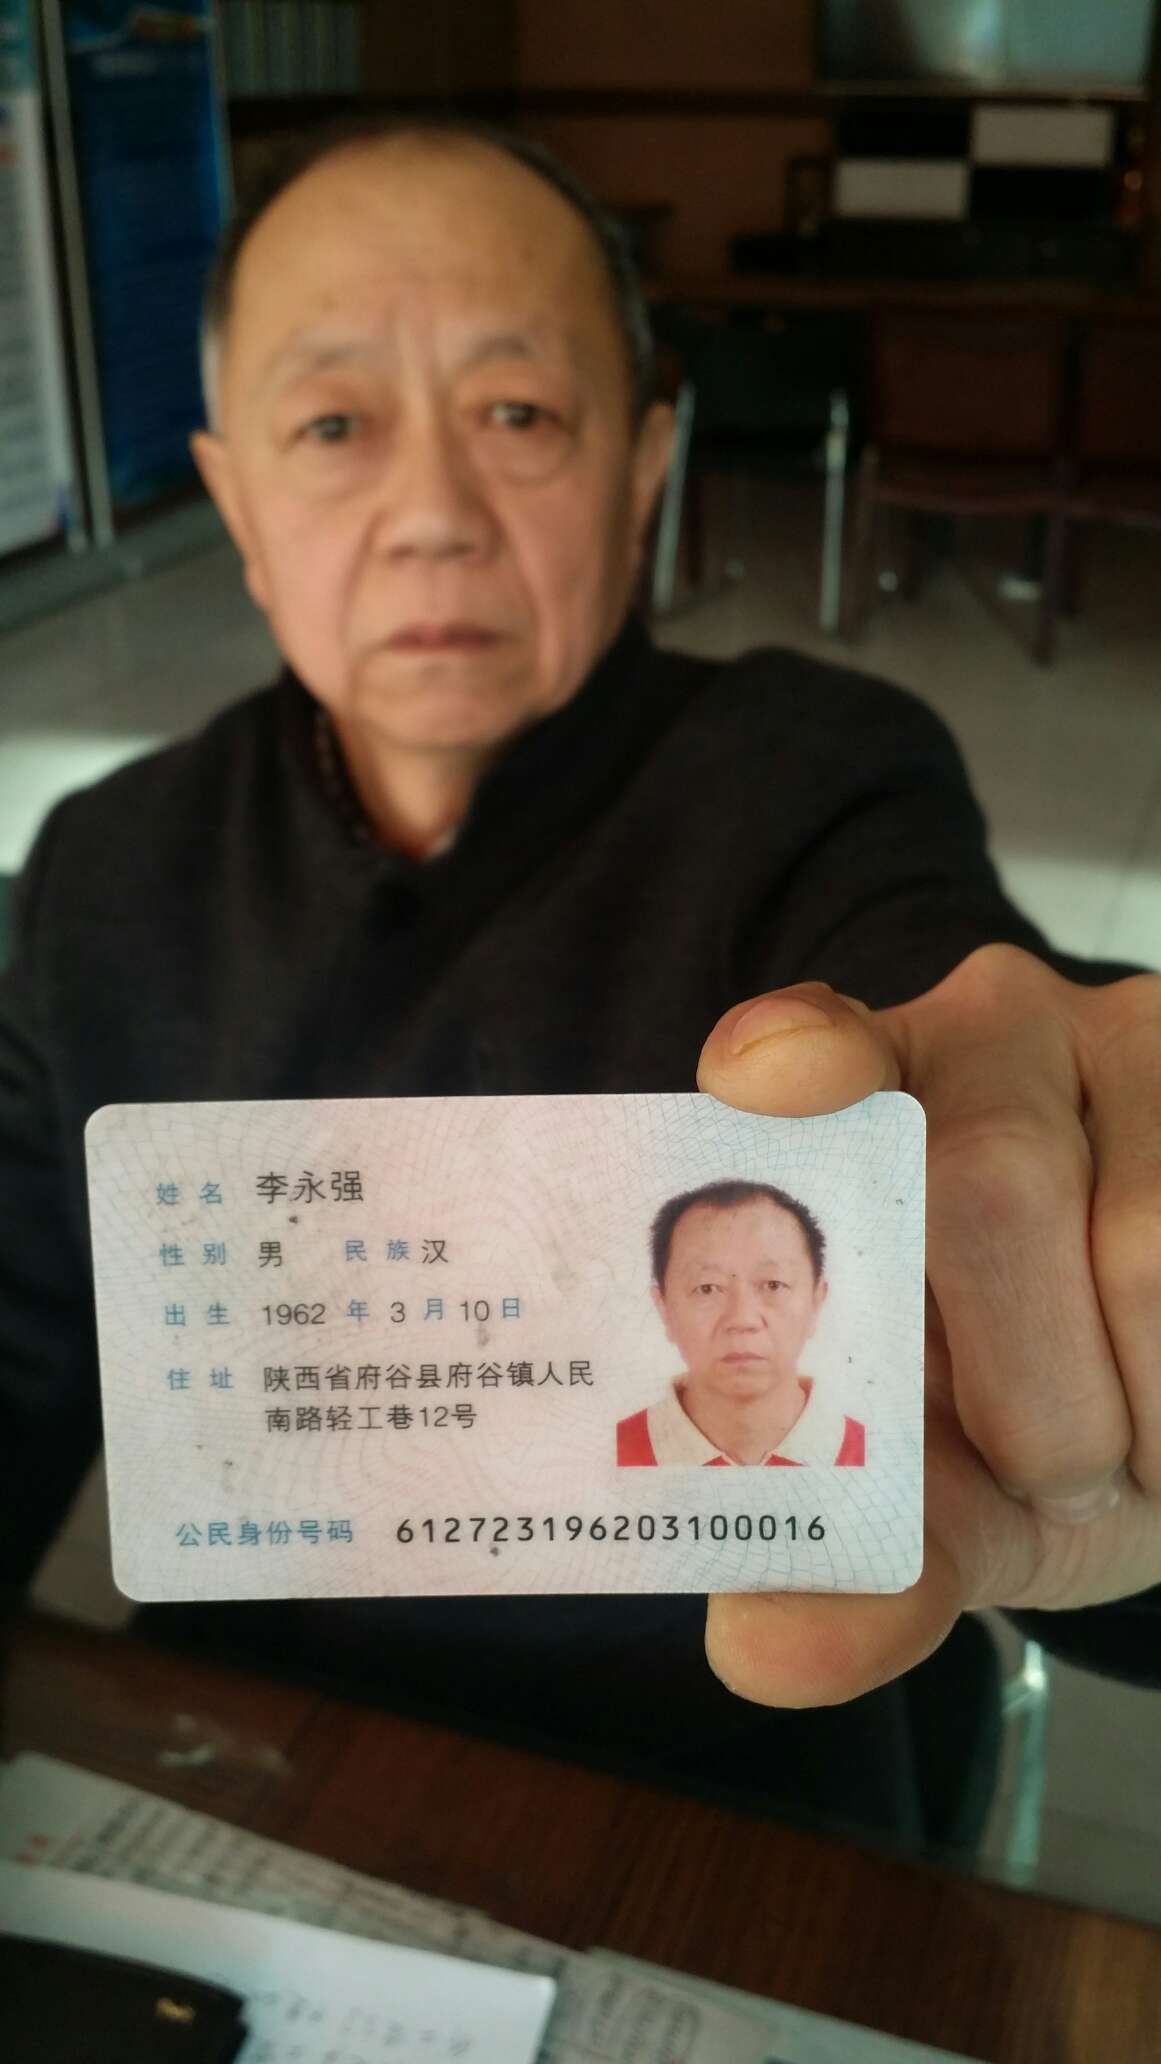 姓名 李永强
性别 男 民族 汉
出生 1962 年 3 月 10 日
住址 陕西省府谷县府谷镇人民
南路轻工巷12号
公民身份号码 612723196203100016